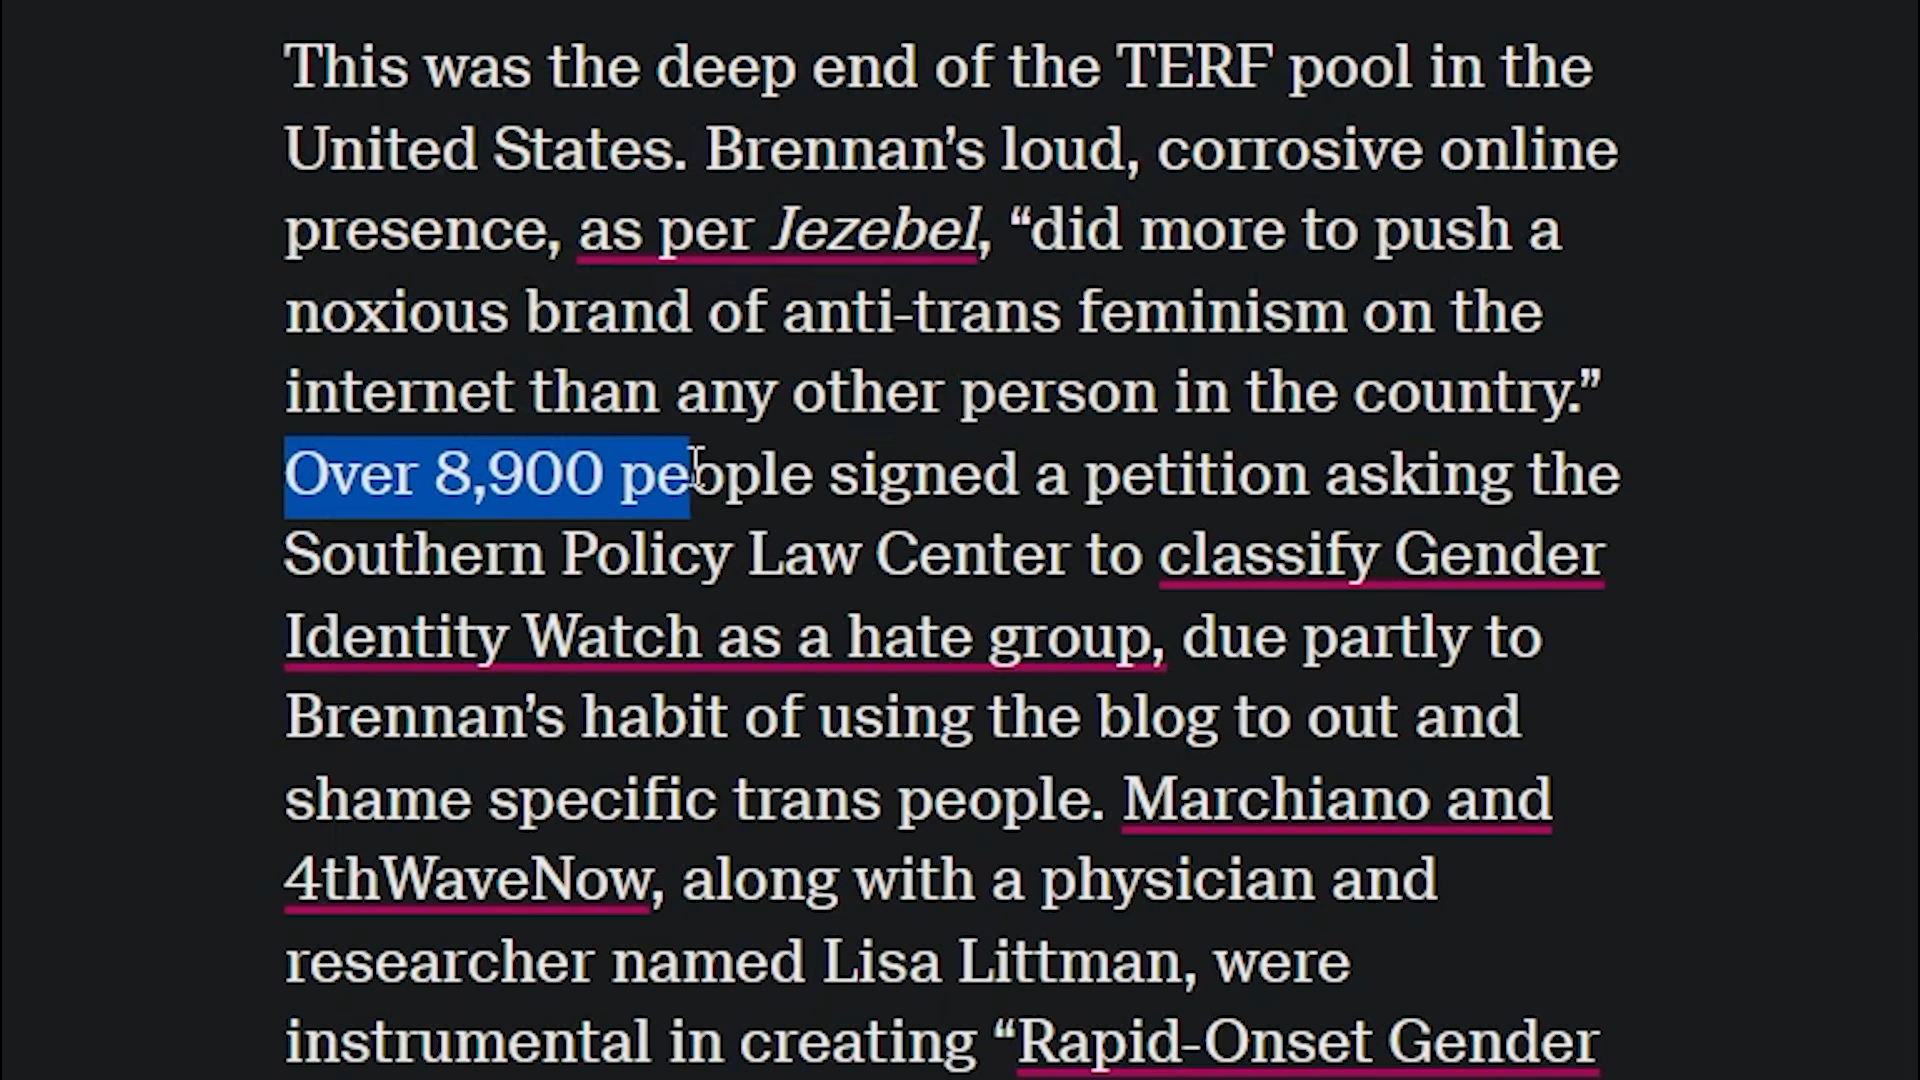 This was the deep end of the TERF pool in the
United States. Brennan’s loud, corrosive online
presence, as per Jezebel, “did more to push a
noxious brand of anti-trans feminism on the
internet than any other person in the country.”
Over 8,900 people signed a petition asking the
Southern Policy Law Center to classify Gender
Identity Watch as a hate group, due partly to
Brennan’s habit of using the blog to out and
shame specific trans people. Marchiano and
4thWaveNow, along with a physician and
researcher named Lisa Littman, were
instrumental in creating “Rapid-Onset Gender